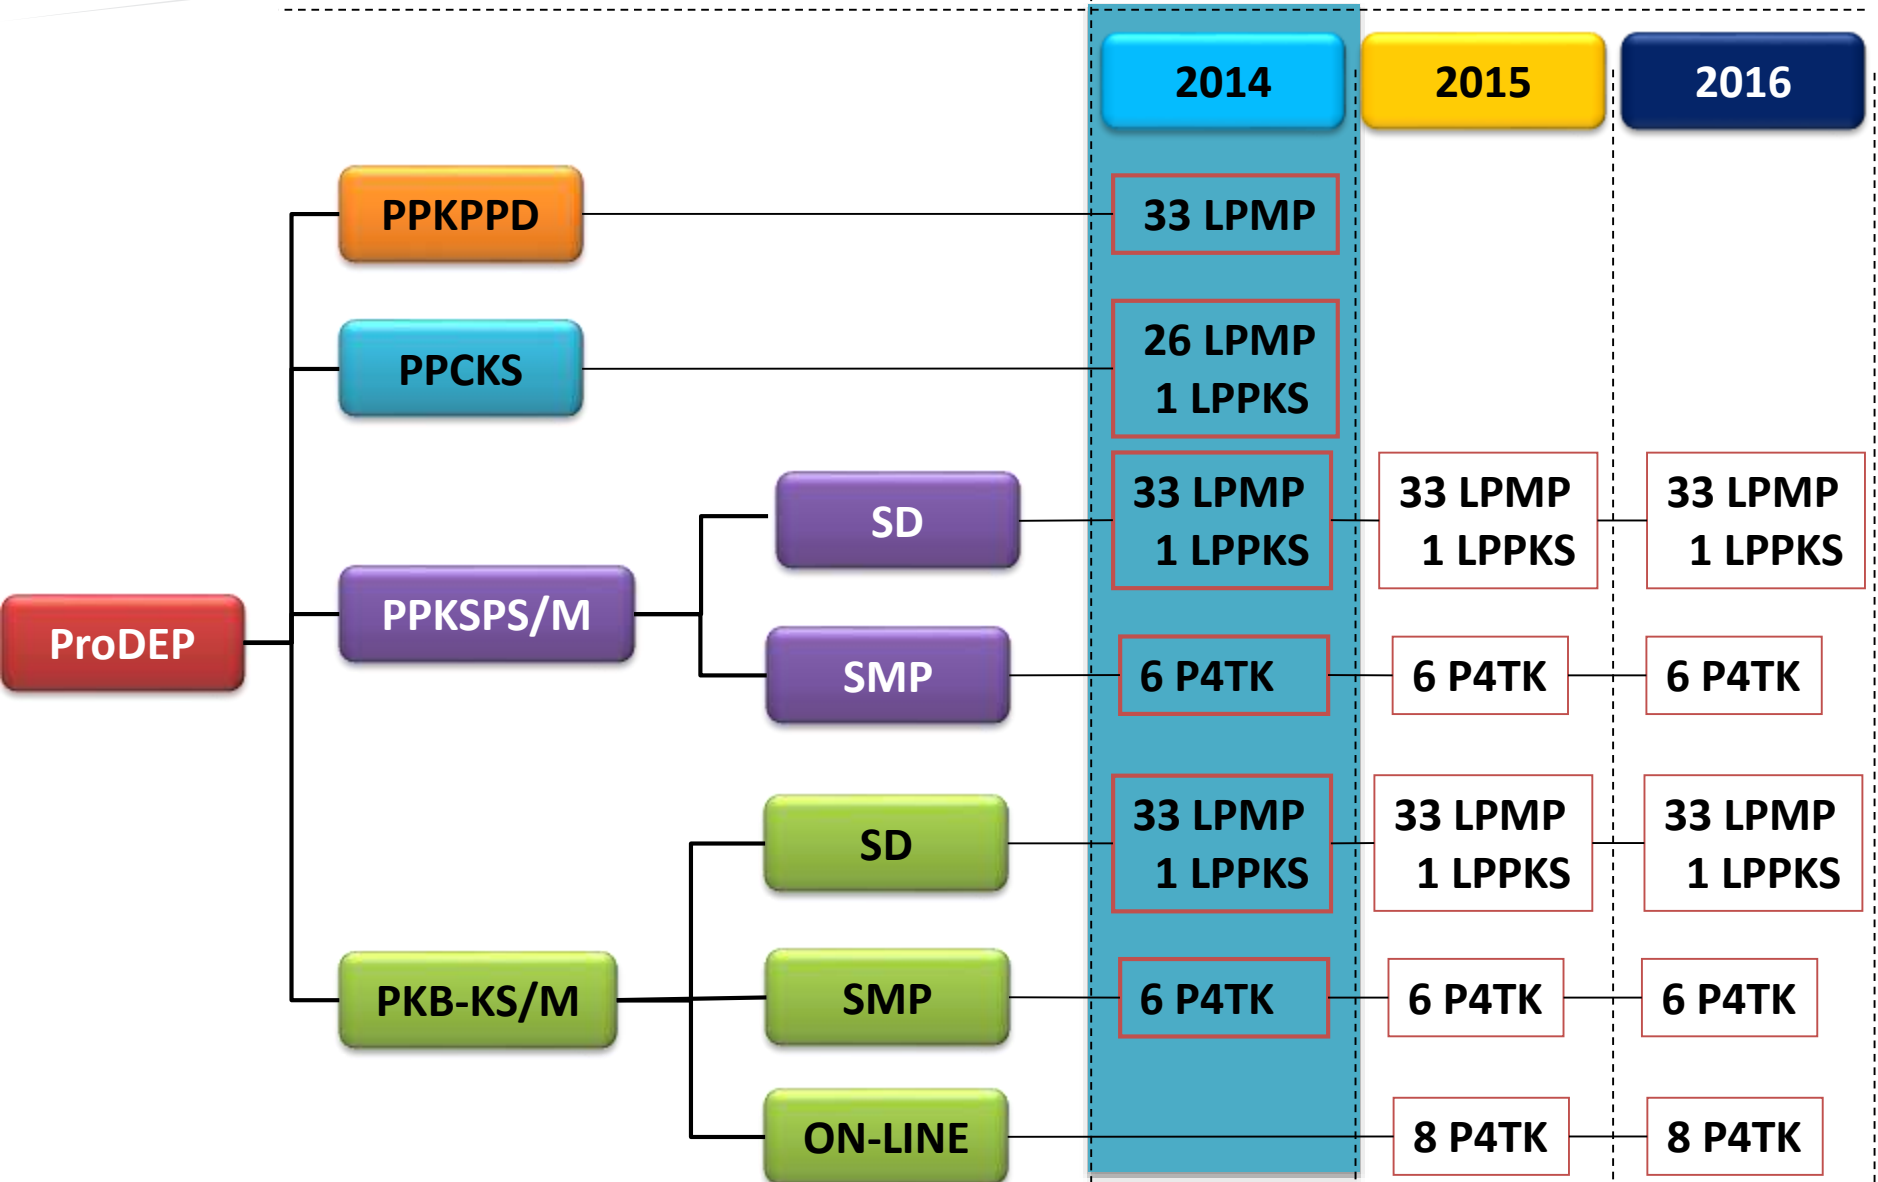 2014
2015
2016
PPKPPD
33 LPMP
PPCKS
26 LPMP
1 LPPKS
ProDEP
PPKSPS/M
SD
33 LPMP
1 LPPKS
33 LPMP
1 LPPKS
33 LPMP
1 LPPKS
SMP
6 P4TK
6 P4TK
6 P4TK
PKB-KS/M
SD
33 LPMP
1 LPPKS
33 LPMP
1 LPPKS
33 LPMP
1 LPPKS
SMP
6 P4TK
6 P4TK
6 P4TK
ON-LINE
8 P4TK
8 P4TK